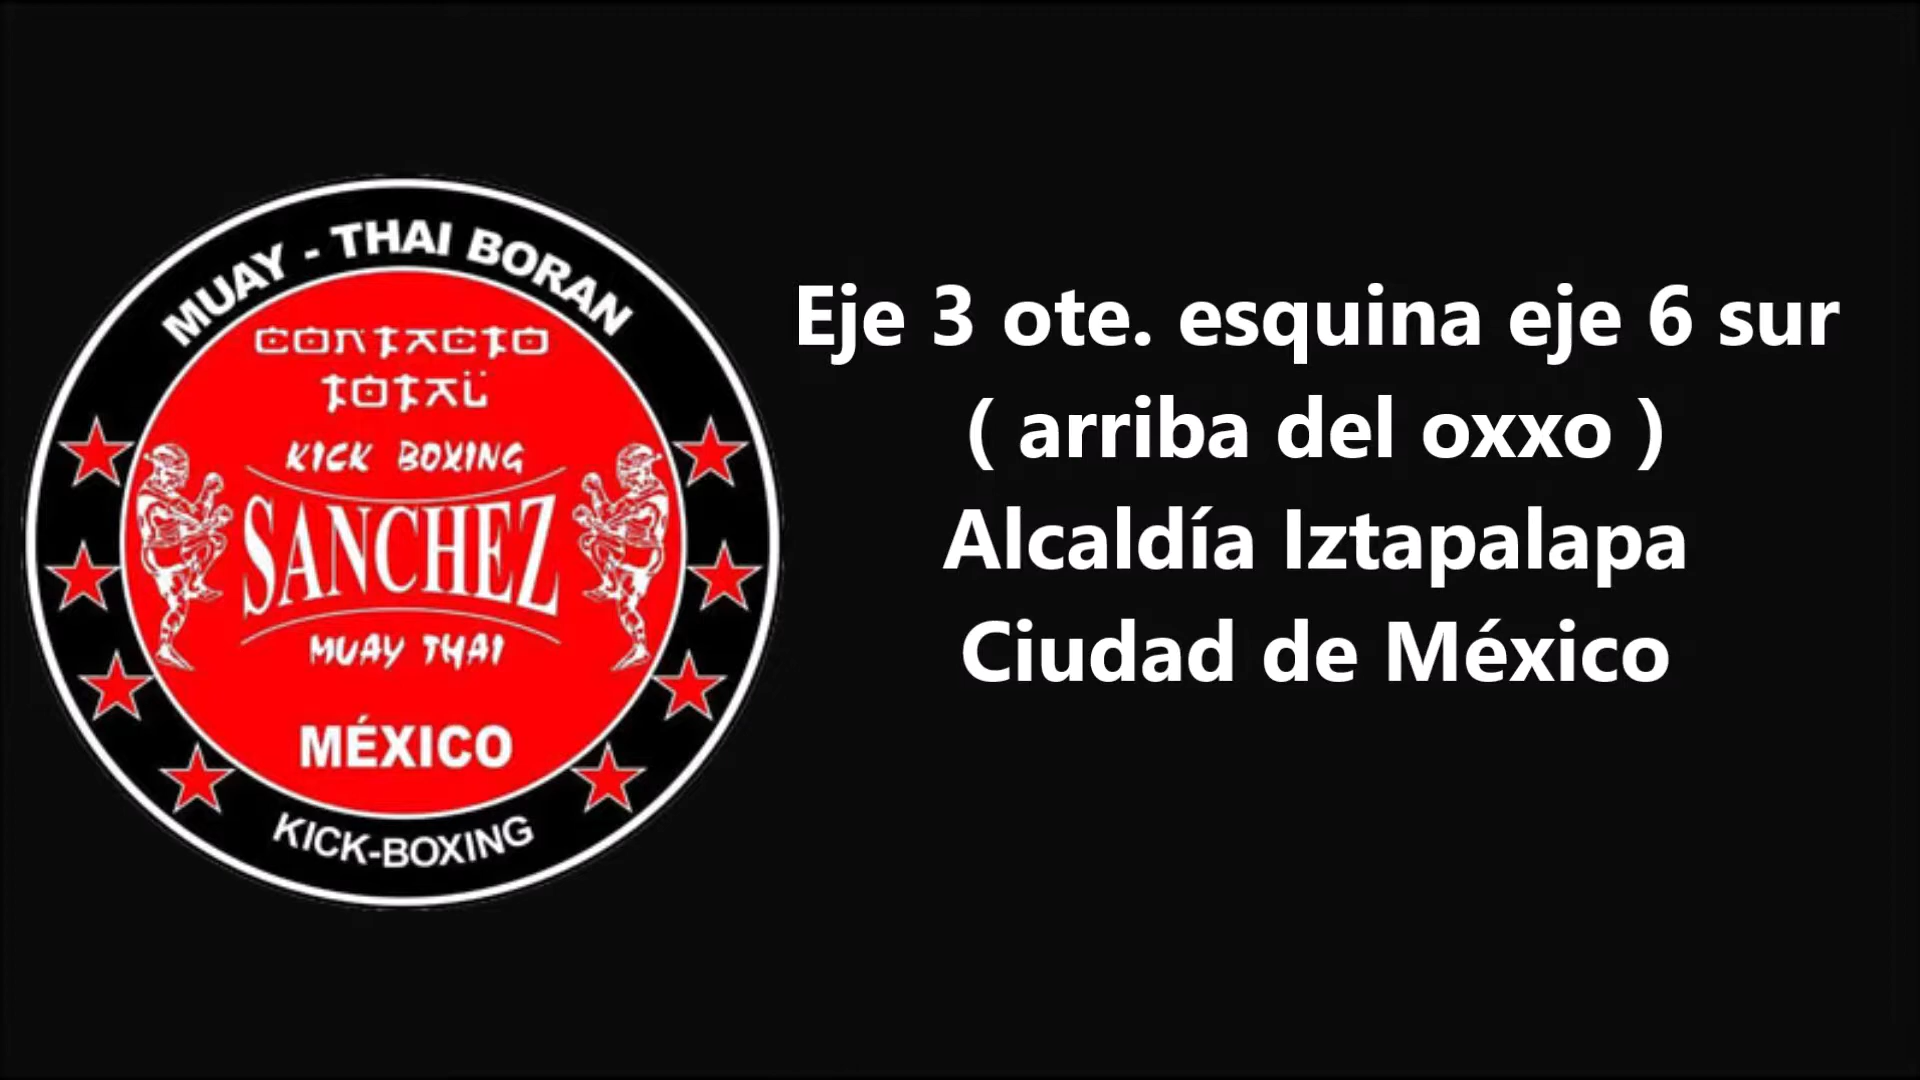 MUAY - THAI BORAN
CONTACTO
TOTAL
KICK BOXING
SANCHEZ
MUAY THAI
MÉXICO
KICK-BOXING
Eje 3 ote. esquina eje 6 sur
( arriba del oxxo )
Alcaldía Iztapalapa
Ciudad de México